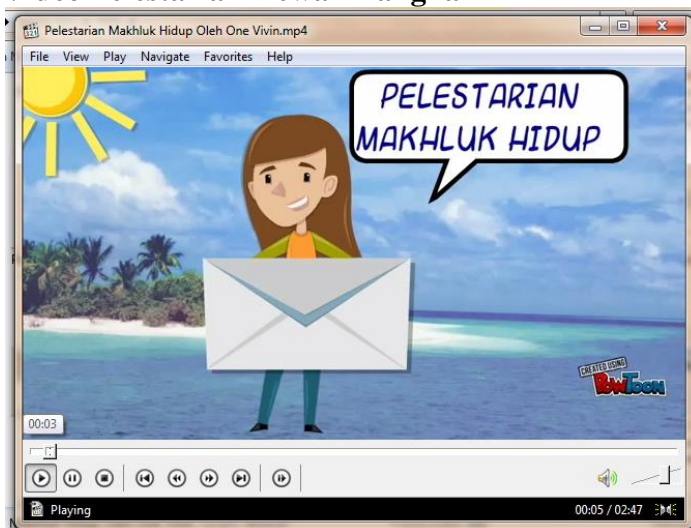 Pelestarian Makhluk Hidup Oleh One Vivin.mp4
File View Play Navigate Favorites Help
PELESTARIAN
MAKHLUK HIDUP
CREATED USING
POWTOON
00:03
Playing
00:05 / 02:47